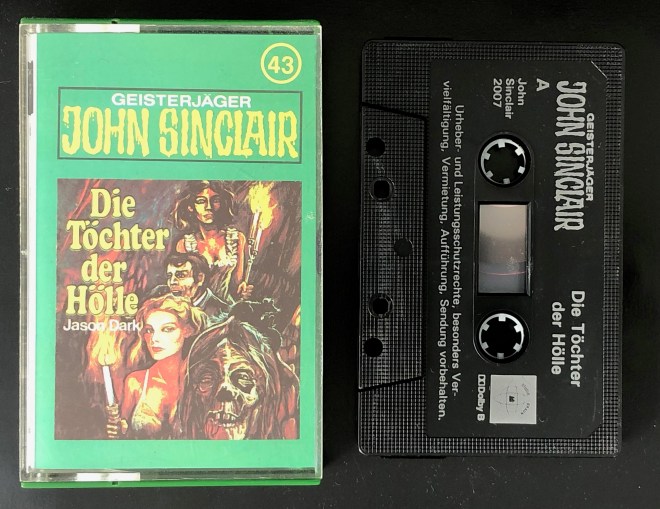 43
GEISTERJÄGER
JOHN SINCLAIR
Die
Töchter
der
Hölle
Jason Dark
GEISTERJÄGER
JOHN SINCLAIR
A
John
Sinclair
2007
Die Töchter
der Hölle
Urheber- und Leistungsschutzrechte, besonders Ver-
vielfältigung, Vermietung, Aufführung, Sendung vorbehalten.
Dolby B